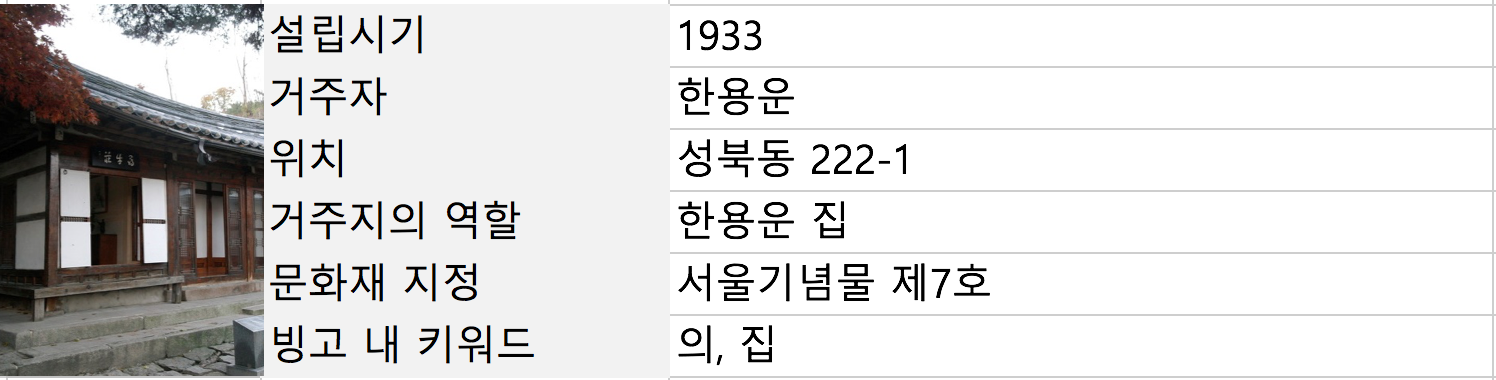 설립시기 1933
거주자 한용운
위치 성북동 222-1
거주지의 역할 한용운 집
문화재 지정 서울기념물 제7호
빙고 내 키워드 의, 집